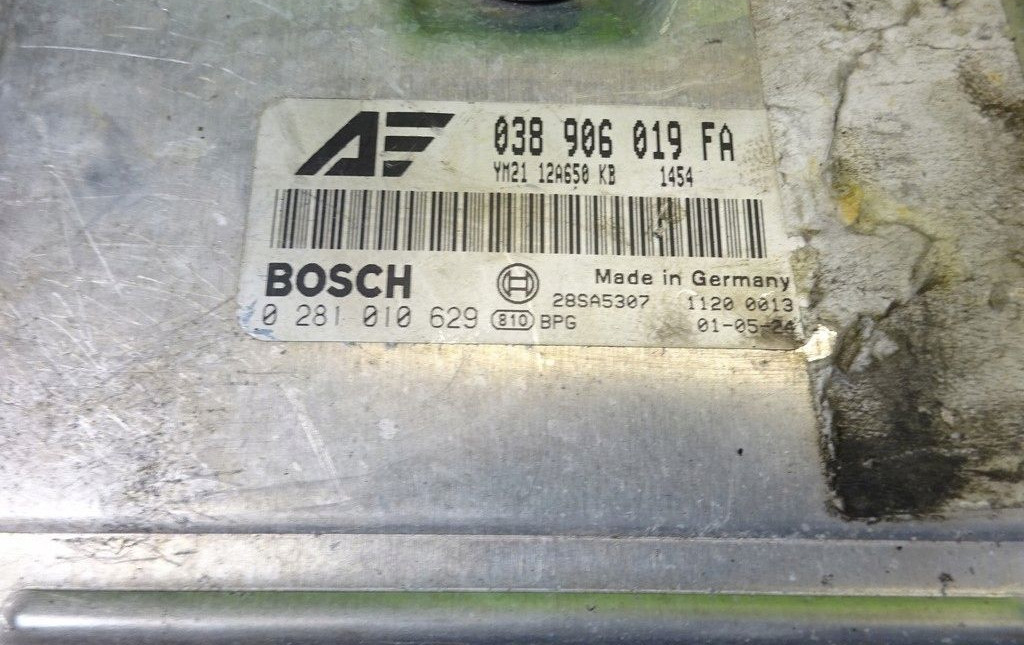 AF 038 906 019 FA
YM21 12A650 KB 1454
BOSCH Made in Germany
28SA5307 1120 0013
0 281 010 629 810 BPG 01-05-24